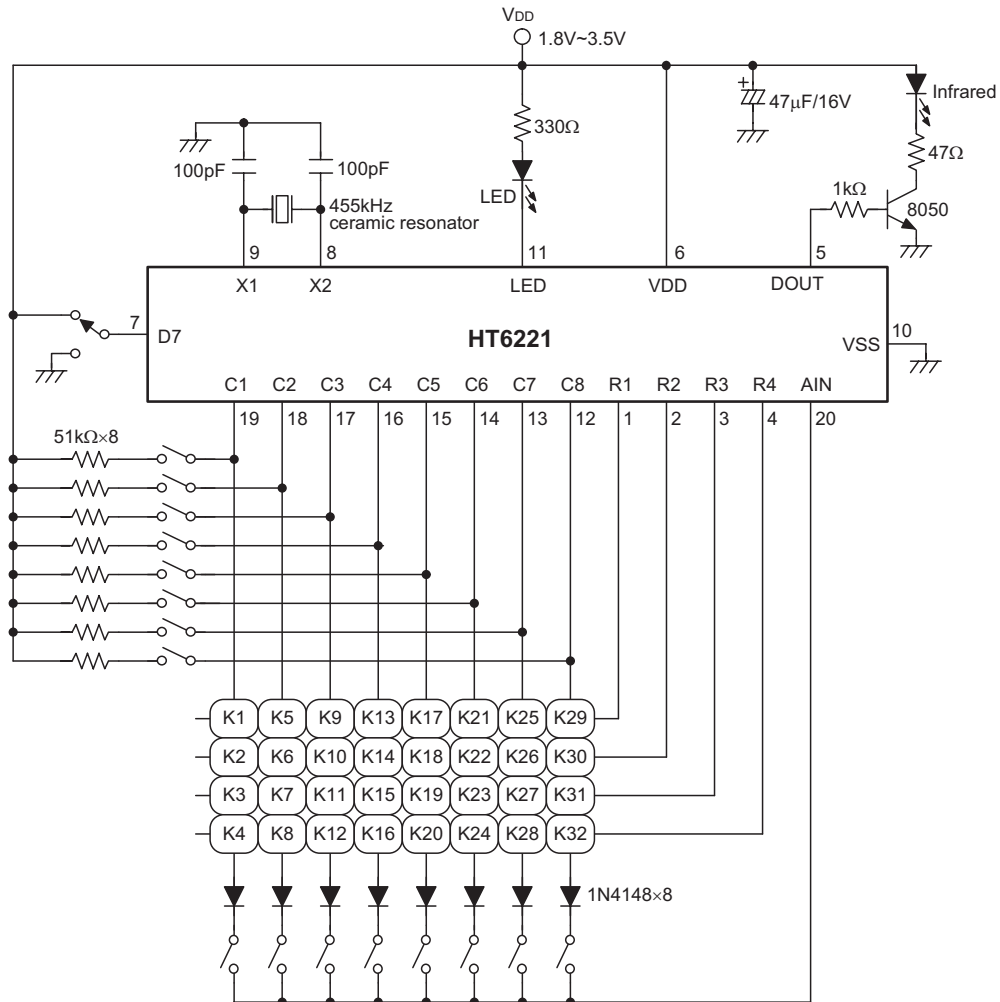 VDD
1.8V~3.5V
47μF/16V
Infrared
330Ω
47Ω
100pF
100pF
LED
1kΩ
455kHz
ceramic resonator
8050
9
8
11
6
5
X1
X2
LED
VDD
DOUT
7
D7
HT6221
VSS
10
C1
C2
C3
C4
C5
C6
C7
C8
R1
R2
R3
R4
AIN
19
18
17
16
15
14
13
12
1
2
3
4
20
51kΩ×8
K1
K5
K9
K13
K17
K21
K25
K29
K2
K6
K10
K14
K18
K22
K26
K30
K3
K7
K11
K15
K19
K23
K27
K31
K4
K8
K12
K16
K20
K24
K28
K32
1N4148×8